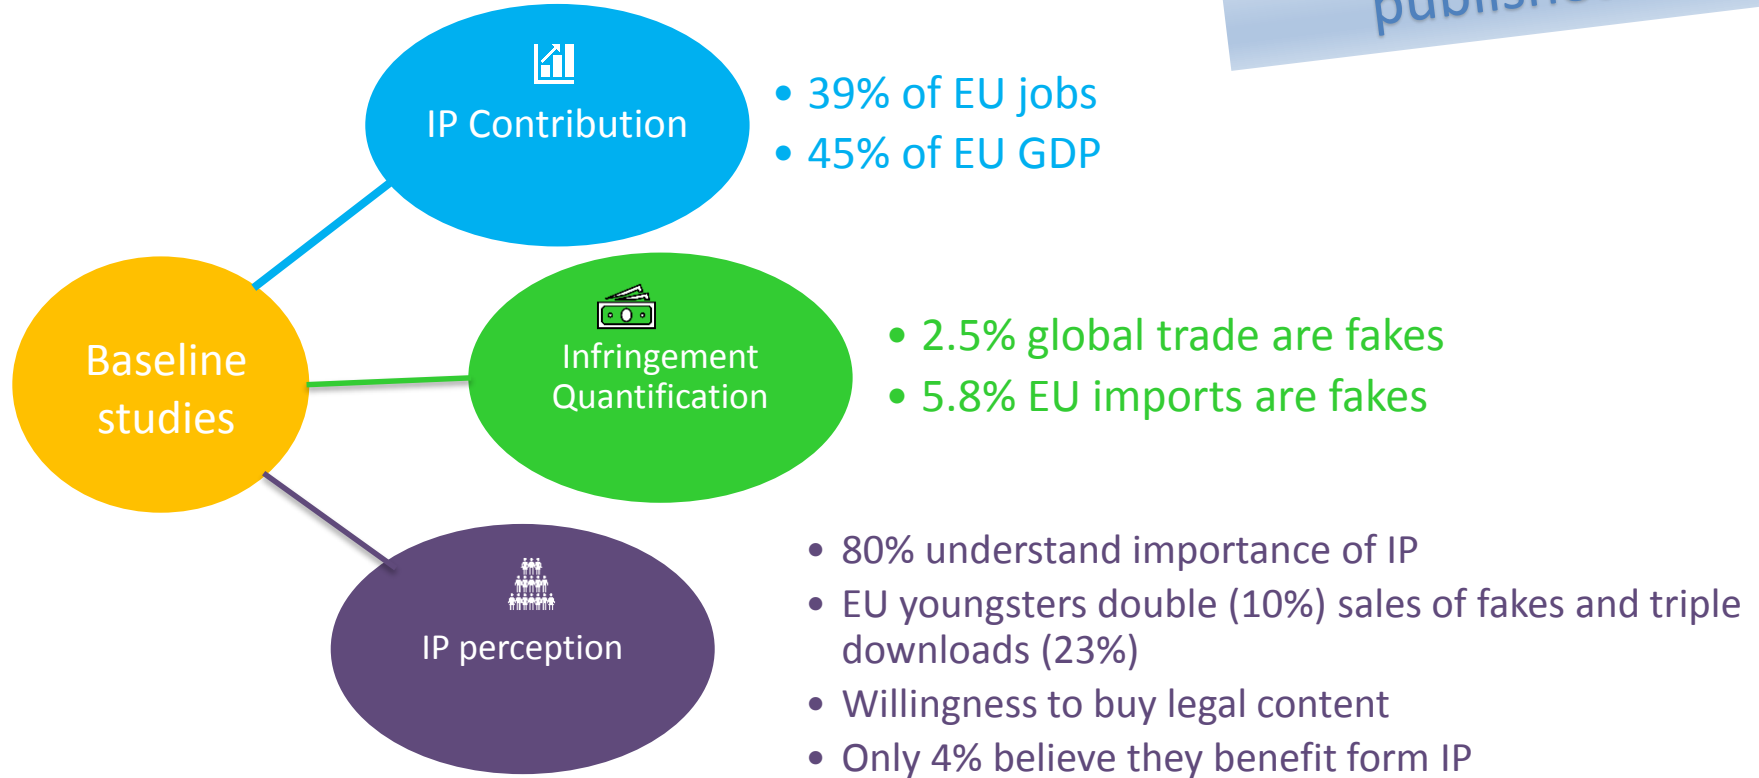 IP Contribution
• 39% of EU jobs
• 45% of EU GDP
Baseline
studies
Infringement
Quantification
• 2.5% global trade are fakes
• 5.8% EU imports are fakes
IP perception
• 80% understand importance of IP
• EU youngsters double (10%) sales of fakes and triple
downloads (23%)
• Willingness to buy legal content
• Only 4% believe they benefit form IP